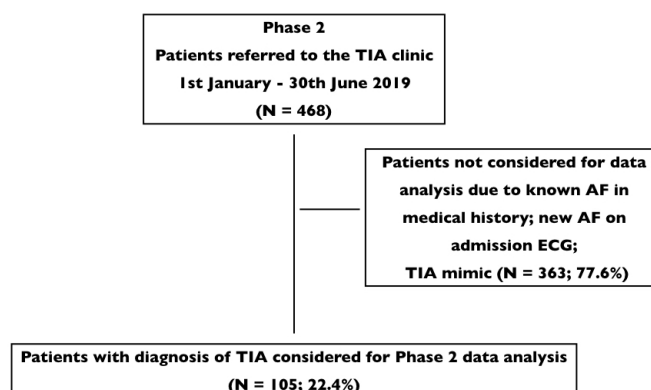 Phase 2
Patients referred to the TIA clinic
1st January - 30th June 2019
(N = 468)
Patients not considered for data
analysis due to known AF in
medical history; new AF on
admission ECG;
TIA mimic (N = 363; 77.6%)
Patients with diagnosis of TIA considered for Phase 2 data analysis
(N = 105; 22.4%)